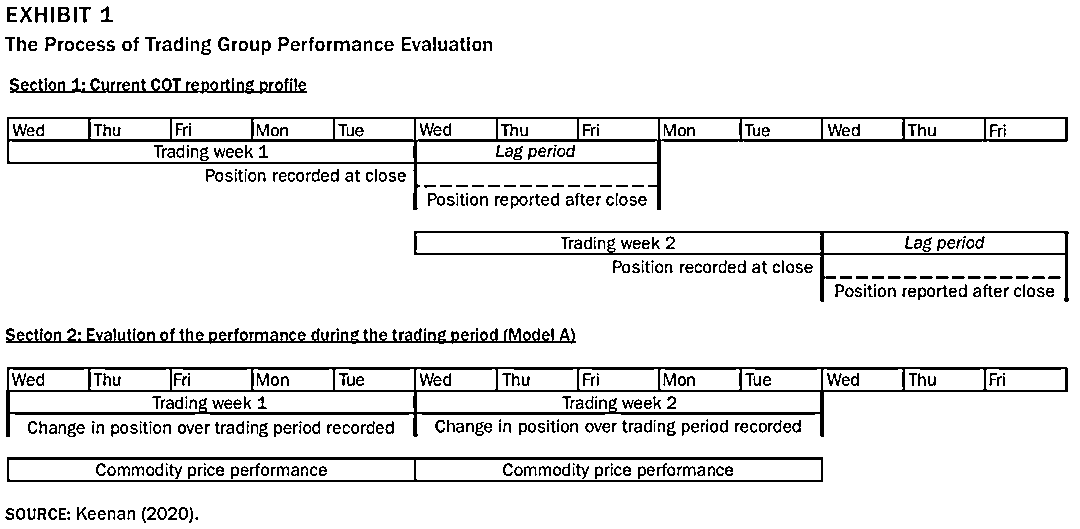 EXHIBIT 1
The Process of Trading Group Performance Evaluation
Section 1: Current COT reporting profile
Wed Thu Fri Mon Tue Wed Thu Fri Mon Tue Wed Thu Fri
Trading week 1 Lag period
Position recorded at close
Position reported after close
Trading week 2 Lag period
Position recorded at close
Position reported after close
Section 2: Evalution of the performance during the trading period (Model A)
Wed Thu Fri Mon Tue Wed Thu Fri Mon Tue Wed Thu Fri
Trading week 1 Trading week 2
Change in position over trading period recorded Change in position over trading period recorded
Commodity price performance Commodity price performance
SOURCE: Keenan (2020).